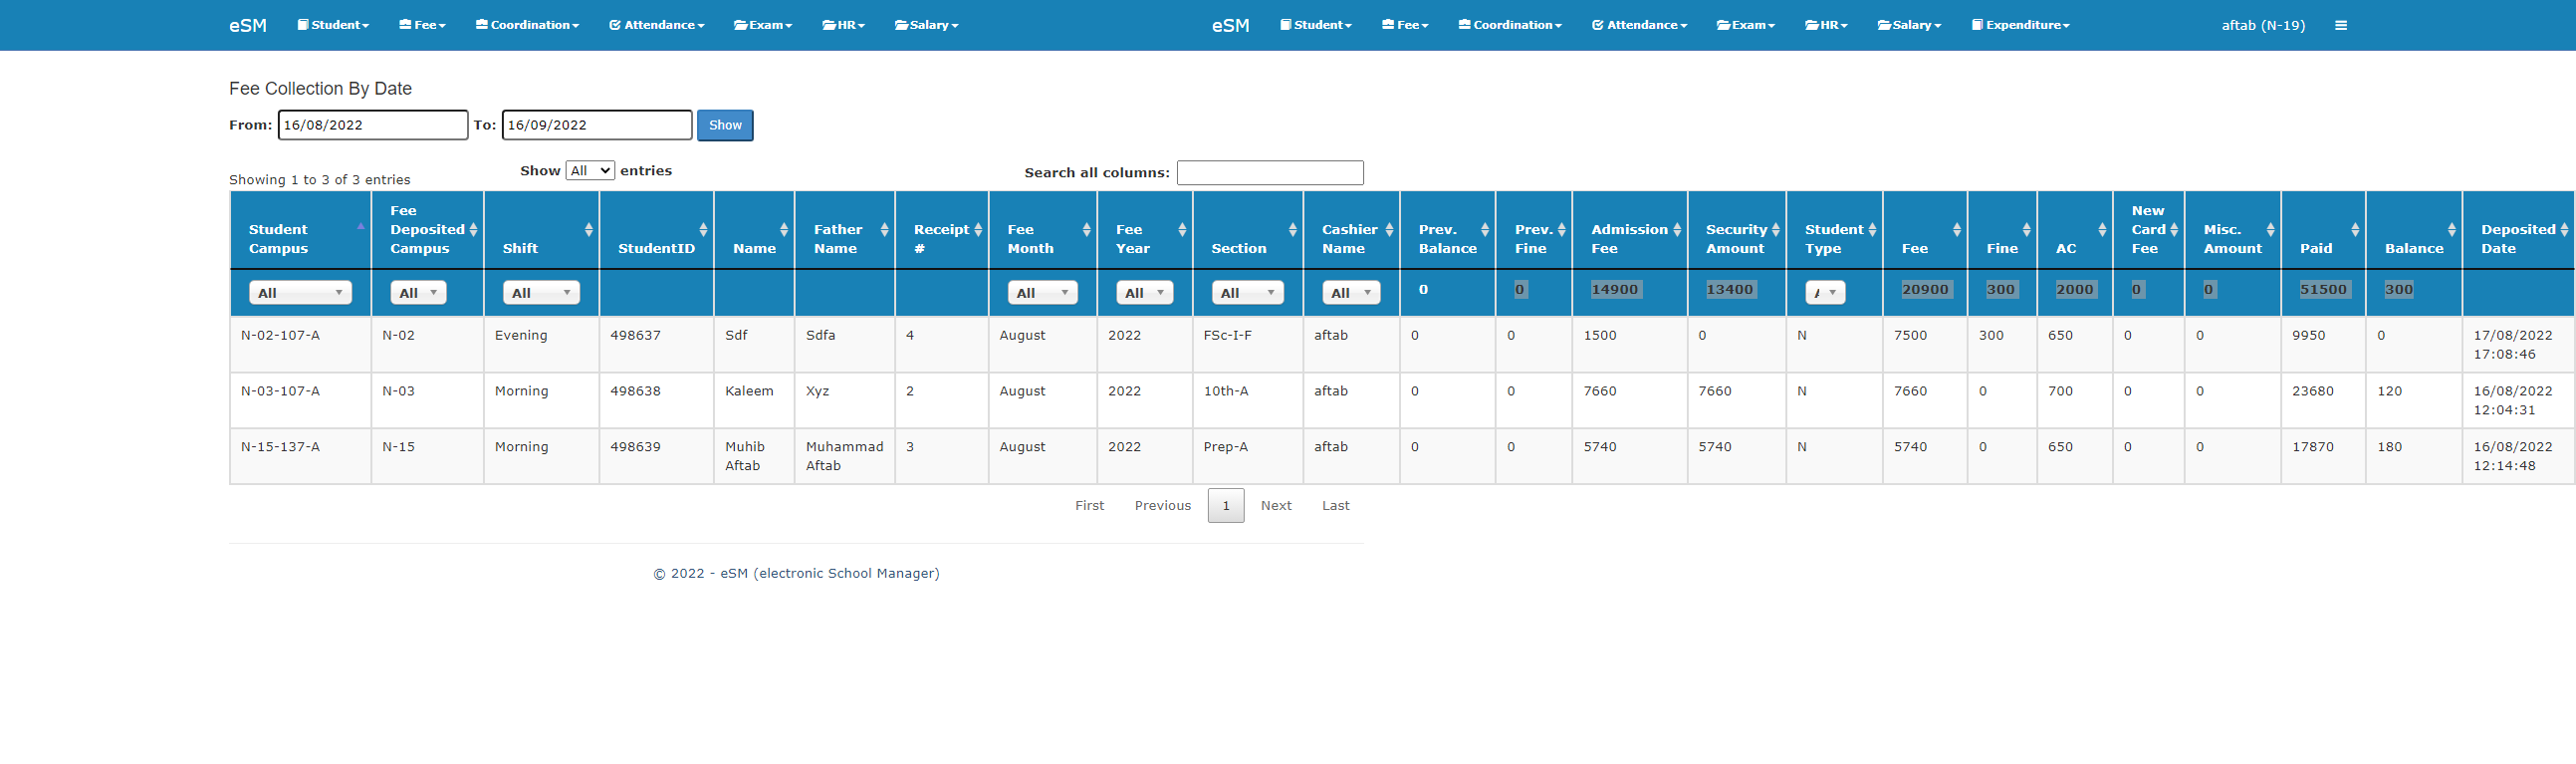 eSM Student Fee Coordination Attendance Exam HR Salary eSM Student Fee Coordination Attendance Exam HR Salary Expenditure aftab (N-19)
Fee Collection By Date
From: 16/08/2022 To: 16/09/2022 Show
Showing 1 to 3 of 3 entries Show All entries Search all columns:
Student Campus Fee Deposited Campus Shift StudentID Name Father Name Receipt # Fee Month Fee Year Section Cashier Name Prev. Balance Prev. Fine Admission Fee Security Amount Student Type Fee Fine AC New Card Fee Misc. Amount Paid Balance Deposited Date
All All All All All All All 0 0 14900 13400 20900 300 2000 0 0 51500 300
N-02-107-A N-02 Evening 498637 Sdf Sdfa 4 August 2022 FSc-I-F aftab 0 0 1500 0 N 7500 300 650 0 0 9950 0 17/08/2022 17:08:46
N-03-107-A N-03 Morning 498638 Kaleem Xyz 2 August 2022 10th-A aftab 0 0 7660 7660 N 7660 0 700 0 0 23680 120 16/08/2022 12:04:31
N-15-137-A N-15 Morning 498639 Muhib Aftab Muhammad Aftab 3 August 2022 Prep-A aftab 0 0 5740 5740 N 5740 0 650 0 0 17870 180 16/08/2022 12:14:48
First Previous 1 Next Last
© 2022 - eSM (electronic School Manager)